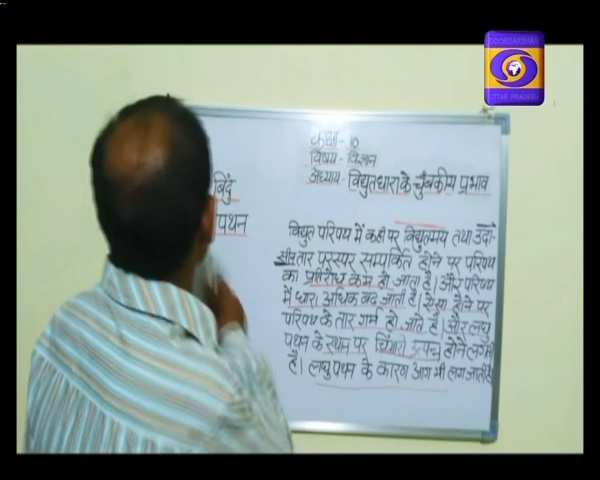 DOORDARSHAN
UTTAR PRADESH
कक्षा- 10
विषय- विज्ञान
अध्याय- विद्युतधारा के चुंबकीय प्रभाव
बिंदु
पथन
विद्युत परिपथ में कहीं पर विद्युतमय तथा उदा-
सीन तार परस्पर सम्पर्कित होने पर परिपथ
का प्रतिरोध कम हो जाता है। और परिपथ
में धारा अधिक बढ़ जाती है। ऐसा होने पर
परिपथ के तार गर्म हो जाते है। और लघु
पथन के स्थान पर चिंगारी उत्पन्न होने लगती
है। लघुपथन के कारण आग भी लग जाती है